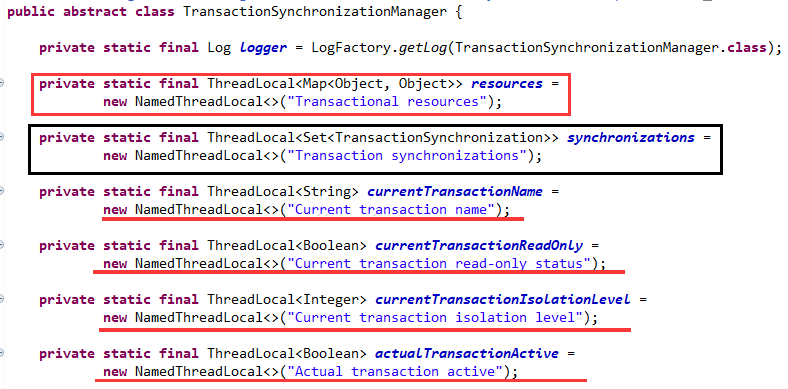 public abstract class TransactionSynchronizationManager {
private static final Log logger = LogFactory.getLog(TransactionSynchronizationManager.class);
private static final ThreadLocal<Map<Object, Object>> resources =
new NamedThreadLocal<>("Transactional resources");
private static final ThreadLocal<Set<TransactionSynchronization>> synchronizations =
new NamedThreadLocal<>("Transaction synchronizations");
private static final ThreadLocal<String> currentTransactionName =
new NamedThreadLocal<>("Current transaction name");
private static final ThreadLocal<Boolean> currentTransactionReadOnly =
new NamedThreadLocal<>("Current transaction read-only status");
private static final ThreadLocal<Integer> currentTransactionIsolationLevel =
new NamedThreadLocal<>("Current transaction isolation level");
private static final ThreadLocal<Boolean> actualTransactionActive =
new NamedThreadLocal<>("Actual transaction active");